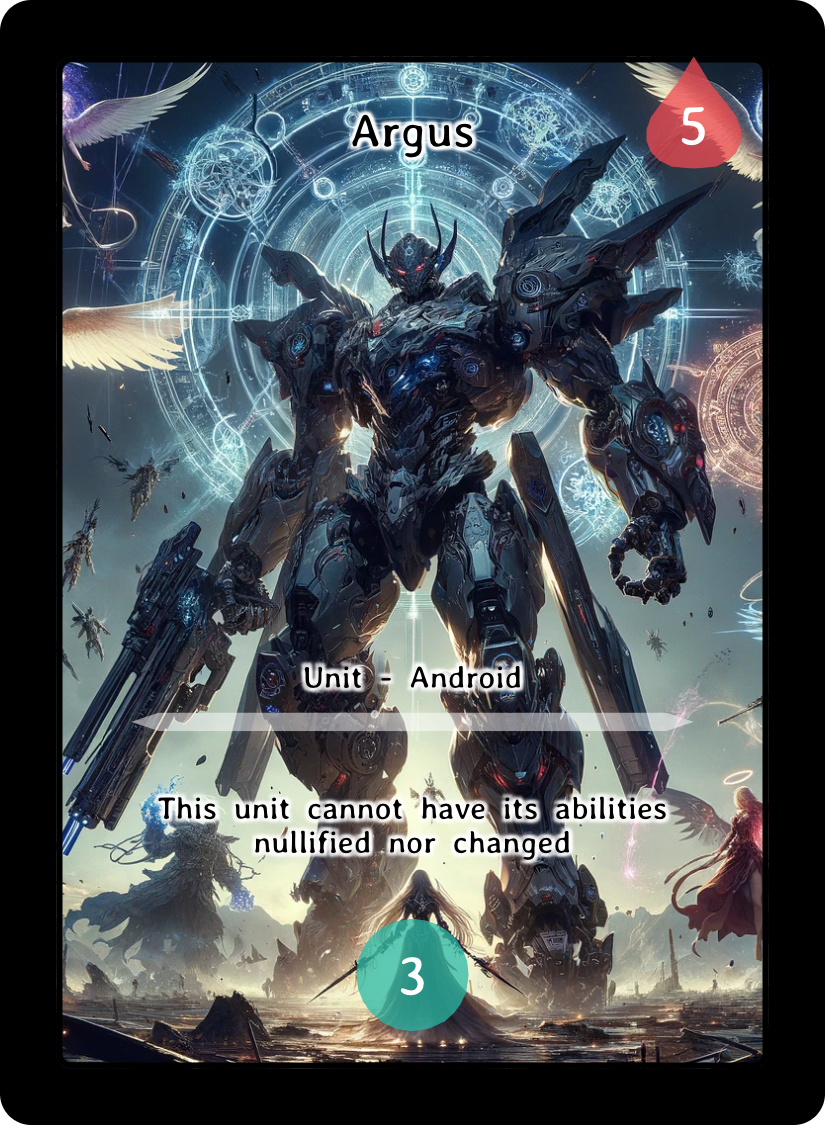 Argus
5
Unit - Android
This unit cannot have its abilities
nullified nor changed
3